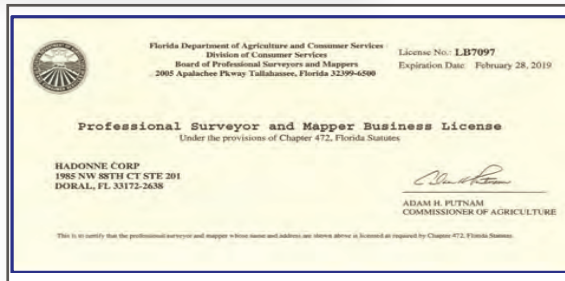 Florida Department of Agriculture and Consumer Services
Division of Consumer Services
Board of Professional Surveyors and Mappers
2005 Apalachee Pkway Tallahassee, Florida 32399-6500
License No.: LB7097
Expiration Date February 28, 2019
Professional Surveyor and Mapper Business License
Under the provisions of Chapter 472, Florida Statutes
HADONNE CORP
1985 NW 88TH CT STE 201
DORAL, FL 33172-2638
ADAM H. PUTNAM
COMMISSIONER OF AGRICULTURE
This is to certify that the professional surveyor and mapper whose name and address are shown above is licensed as required by Chapter 472, Florida Statutes.